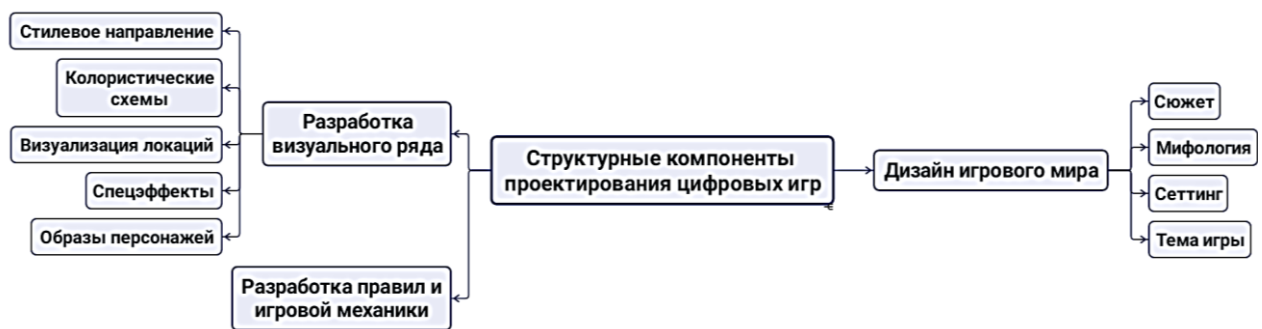 Стилевое направление
Колористические
схемы
Визуализация локаций
Спецэффекты
Образы персонажей
Разработка
визуального ряда
Разработка правил и
игровой механики
Структурные компоненты
проектирования цифровых игр
Дизайн игрового мира
Сюжет
Мифология
Сеттинг
Тема игры